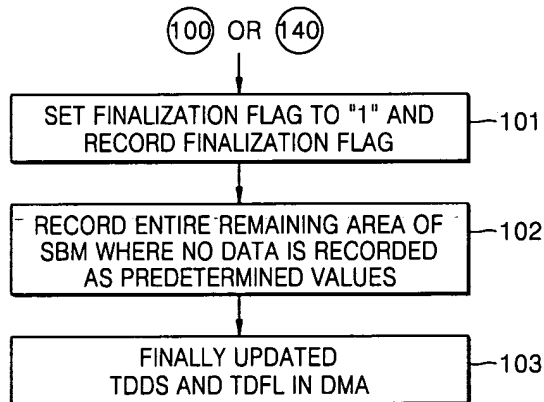 100 OR 140
SET FINALIZATION FLAG TO "1" AND
RECORD FINALIZATION FLAG
101
RECORD ENTIRE REMAINING AREA OF
SBM WHERE NO DATA IS RECORDED
AS PREDETERMINED VALUES
102
FINALLY UPDATED
TDDS AND TDFL IN DMA
103